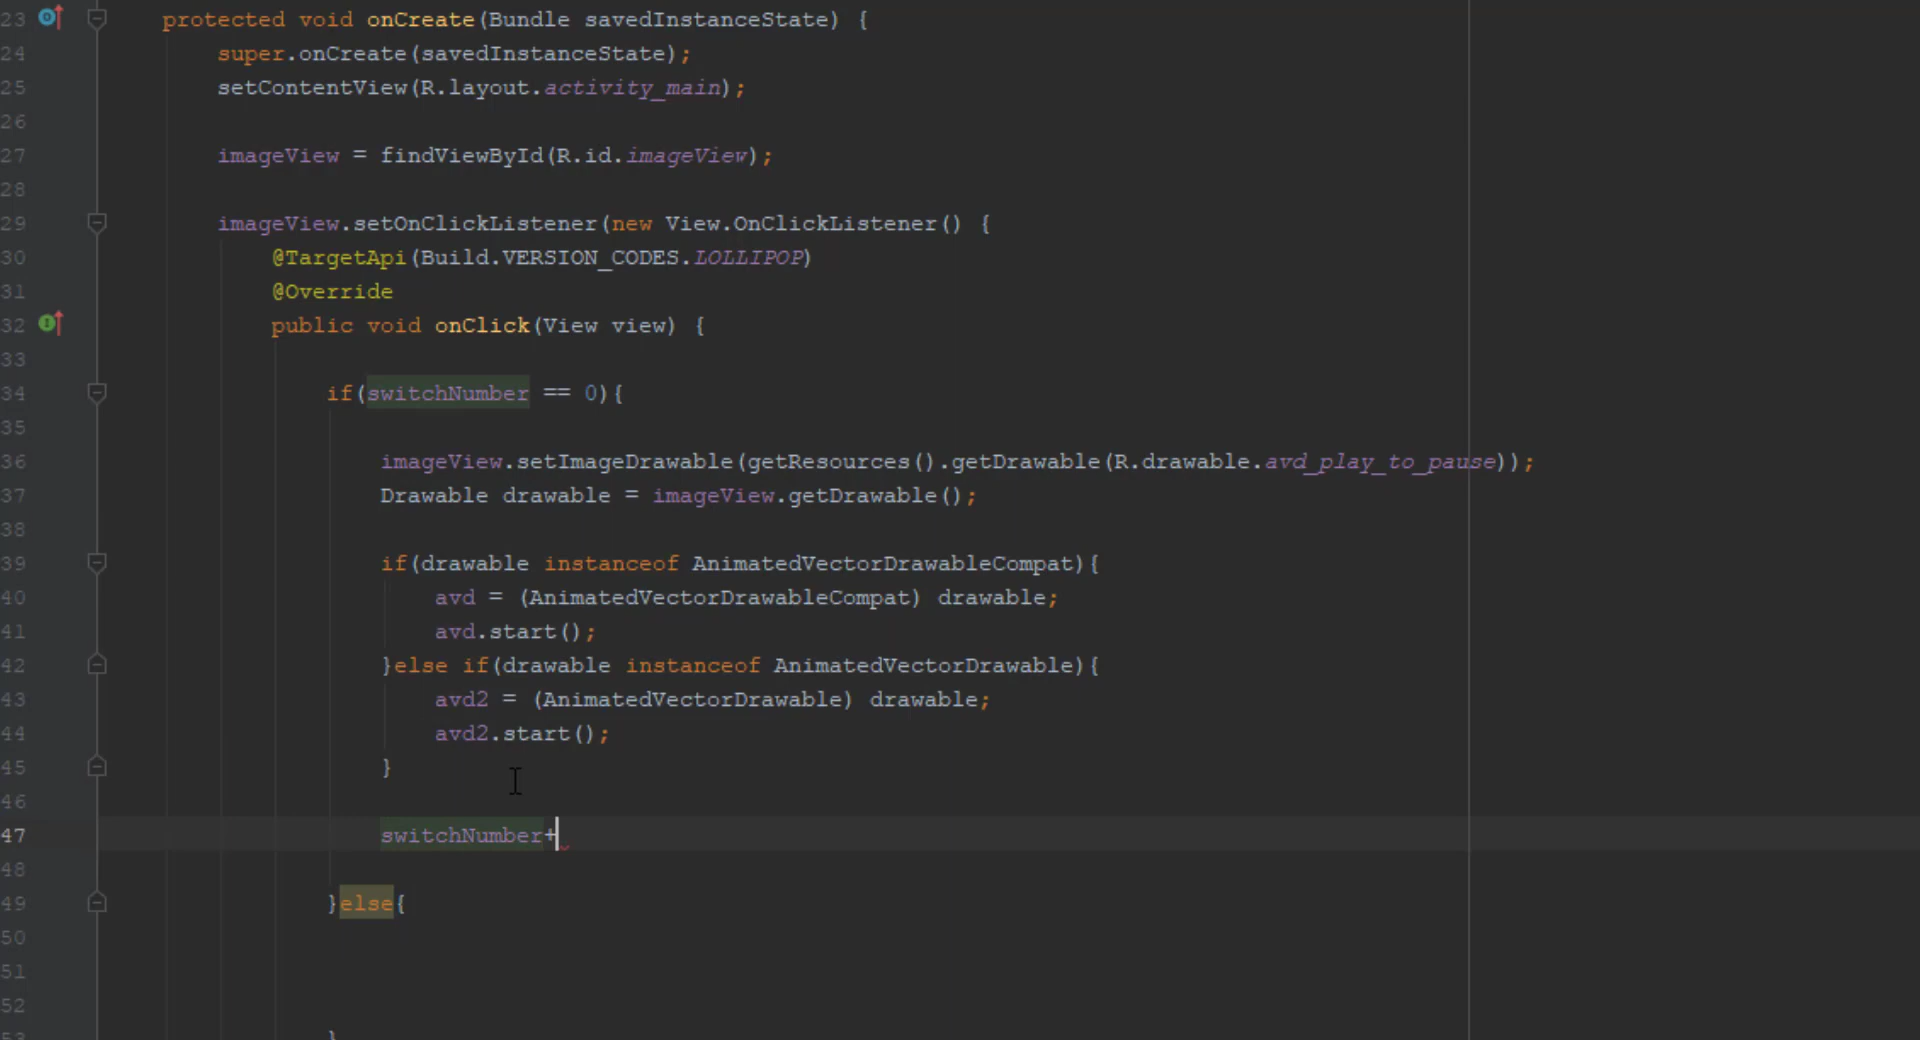 23 protected void onCreate(Bundle savedInstanceState) {
24 super.onCreate(savedInstanceState);
25 setContentView(R.layout.activity_main);
26
27 imageView = findViewById(R.id.imageView);
28
29 imageView.setOnClickListener(new View.OnClickListener() {
30 @TargetApi(Build.VERSION_CODES.LOLLIPOP)
31 @Override
32 public void onClick(View view) {
33
34 if(switchNumber == 0){
35
36 imageView.setImageDrawable(getResources().getDrawable(R.drawable.avd_play_to_pause));
37 Drawable drawable = imageView.getDrawable();
38
39 if(drawable instanceof AnimatedVectorDrawableCompat){
40 avd = (AnimatedVectorDrawableCompat) drawable;
41 avd.start();
42 }else if(drawable instanceof AnimatedVectorDrawable){
43 avd2 = (AnimatedVectorDrawable) drawable;
44 avd2.start();
45 }
46
47 switchNumber+
48
49 }else{
50
51
52
53 }